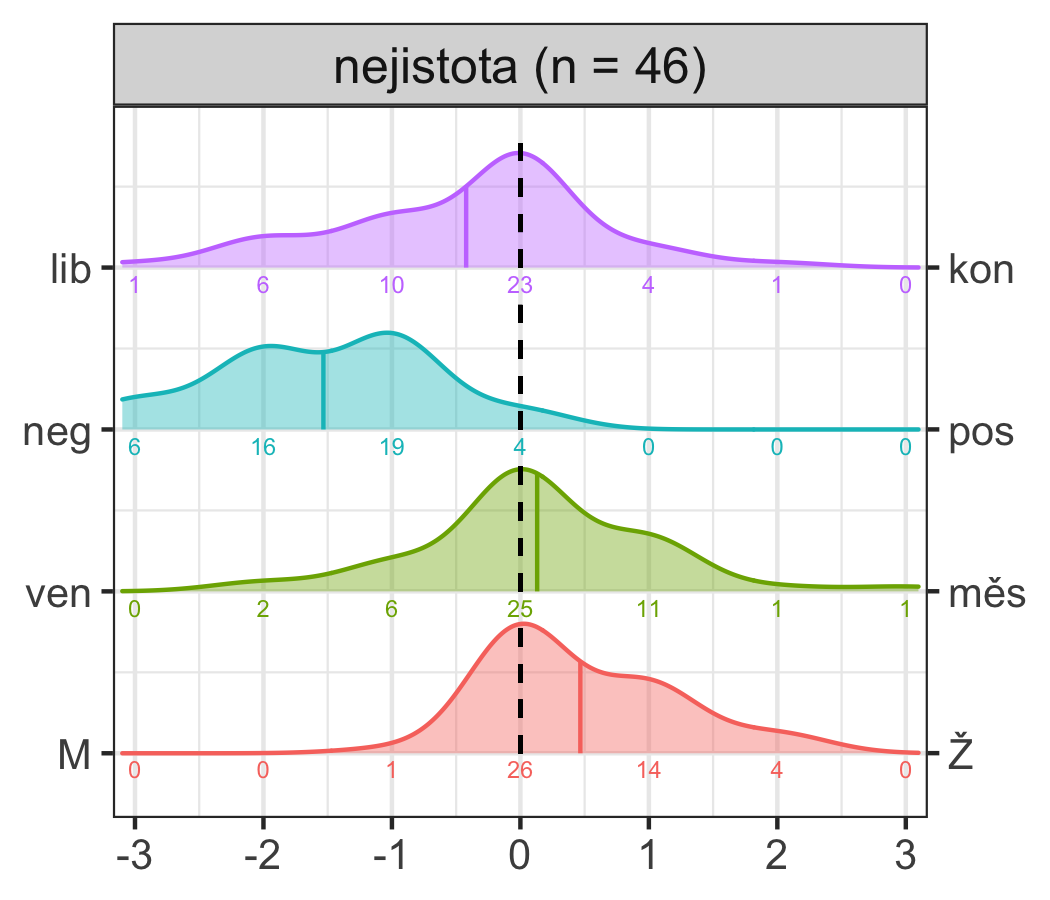 nejistota (n = 46)
lib kon
1 6 10 23 4 1 0
neg pos
6 16 19 4 0 0 0
ven měs
0 2 6 25 11 1 1
M Ž
0 0 1 26 14 4 0
-3 -2 -1 0 1 2 3